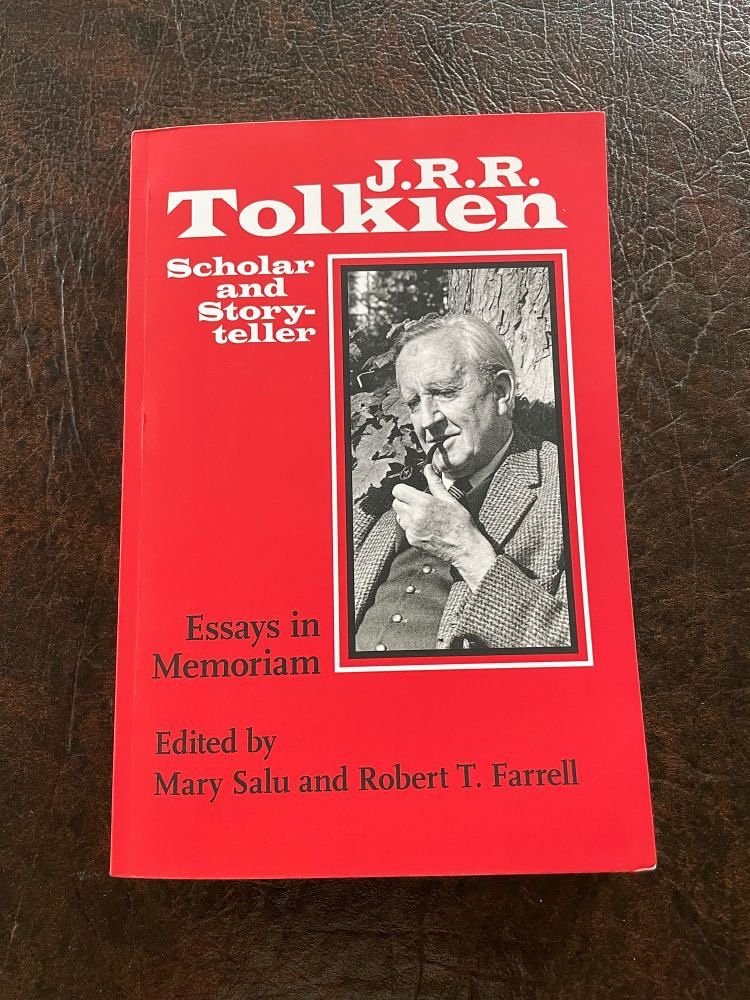 J.R.R.
Tolkien
Scholar
and
Story-
teller
Essays in
Memoriam
Edited by
Mary Salu and Robert T. Farrell